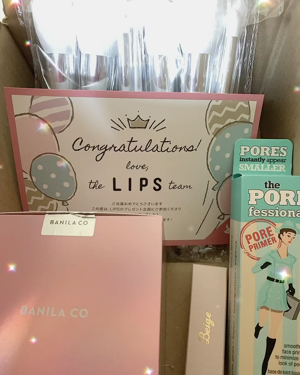 Congratulations!
love,
the LIPS team
BANILA CO
BANILA CO
Beige
PORES
instantly appear
SMALLER
the
PORE
fessional
PORE
PRIMER